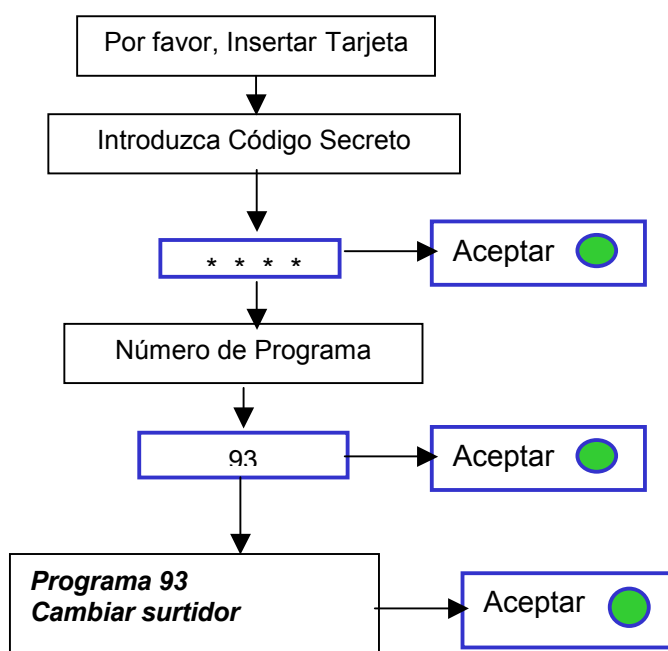 Por favor, Insertar Tarjeta
Introduzca Código Secreto
* * * *
Aceptar
Número de Programa
93
Aceptar
Programa 93
Cambiar surtidor
Aceptar